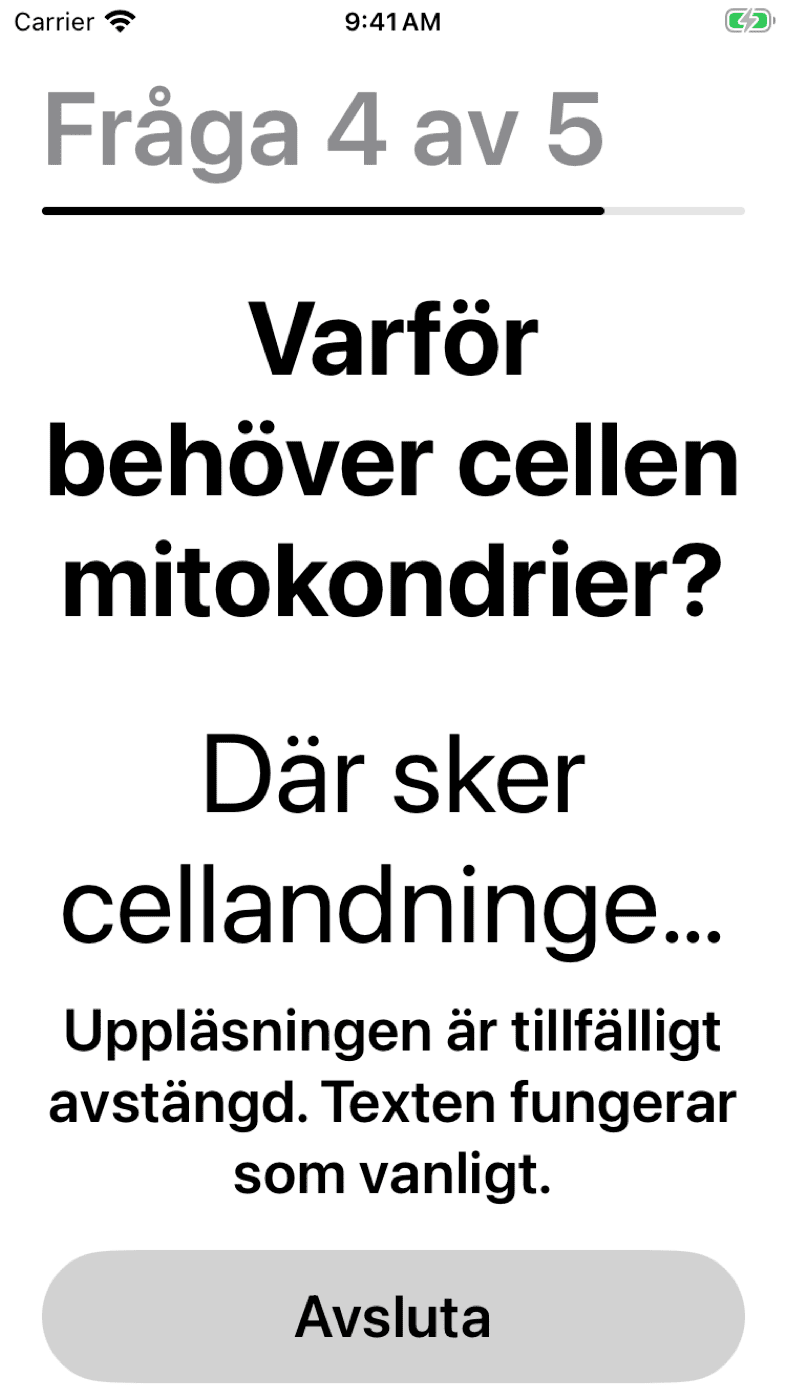 Carrier
9:41 AM
Fråga 4 av 5
Varför
behöver cellen
mitokondrier?
Där sker
cellandninge...
Uppläsningen är tillfälligt
avstängd. Texten fungerar
som vanligt.
Avsluta